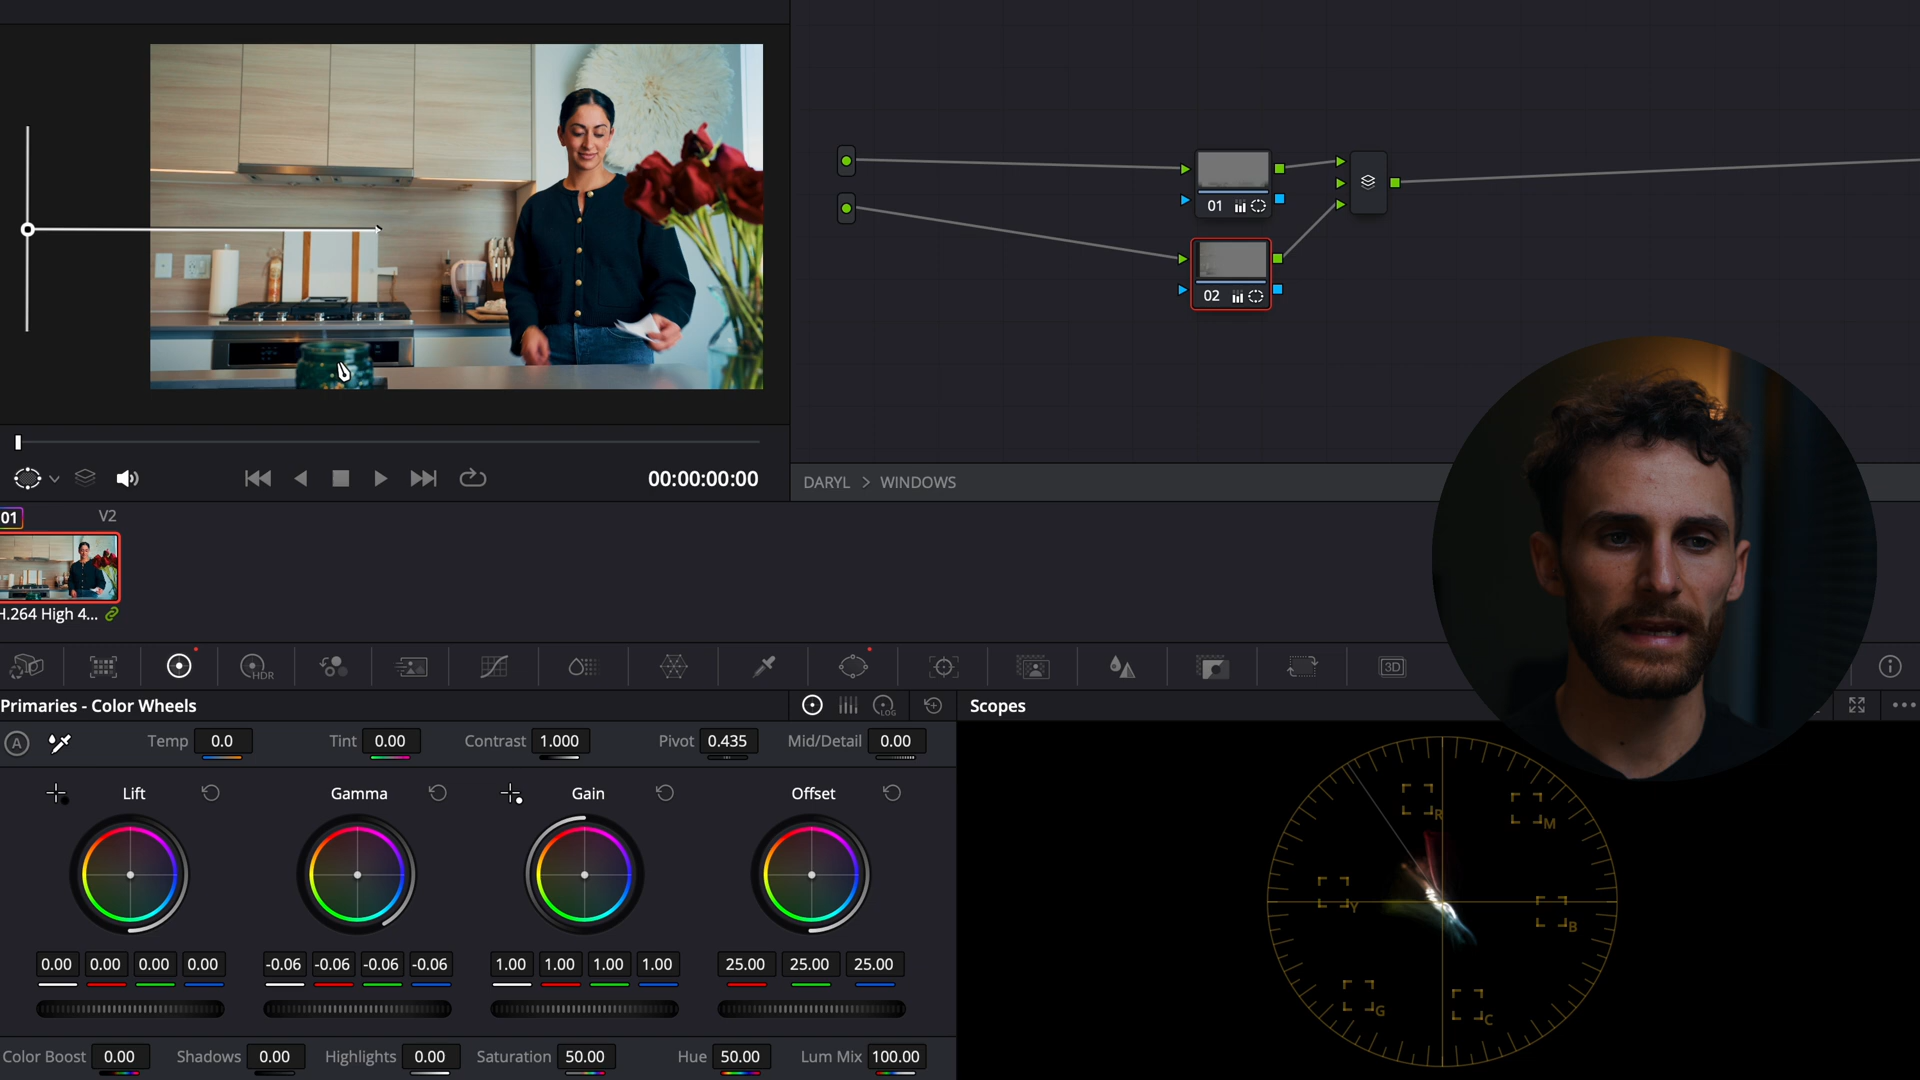 01
02
00:00:00:00
DARYL > WINDOWS
01 V2
H.264 High 4...
HDR
3D
Primaries - Color Wheels
LOG
Scopes
A
Temp 0.0 Tint 0.00 Contrast 1.000 Pivot 0.435 Mid/Detail 0.00
Lift Gamma Gain Offset
0.00 0.00 0.00 0.00 -0.06 -0.06 -0.06 -0.06 1.00 1.00 1.00 1.00 25.00 25.00 25.00
Color Boost 0.00 Shadows 0.00 Highlights 0.00 Saturation 50.00 Hue 50.00 Lum Mix 100.00
R
M
Y
B
G
C